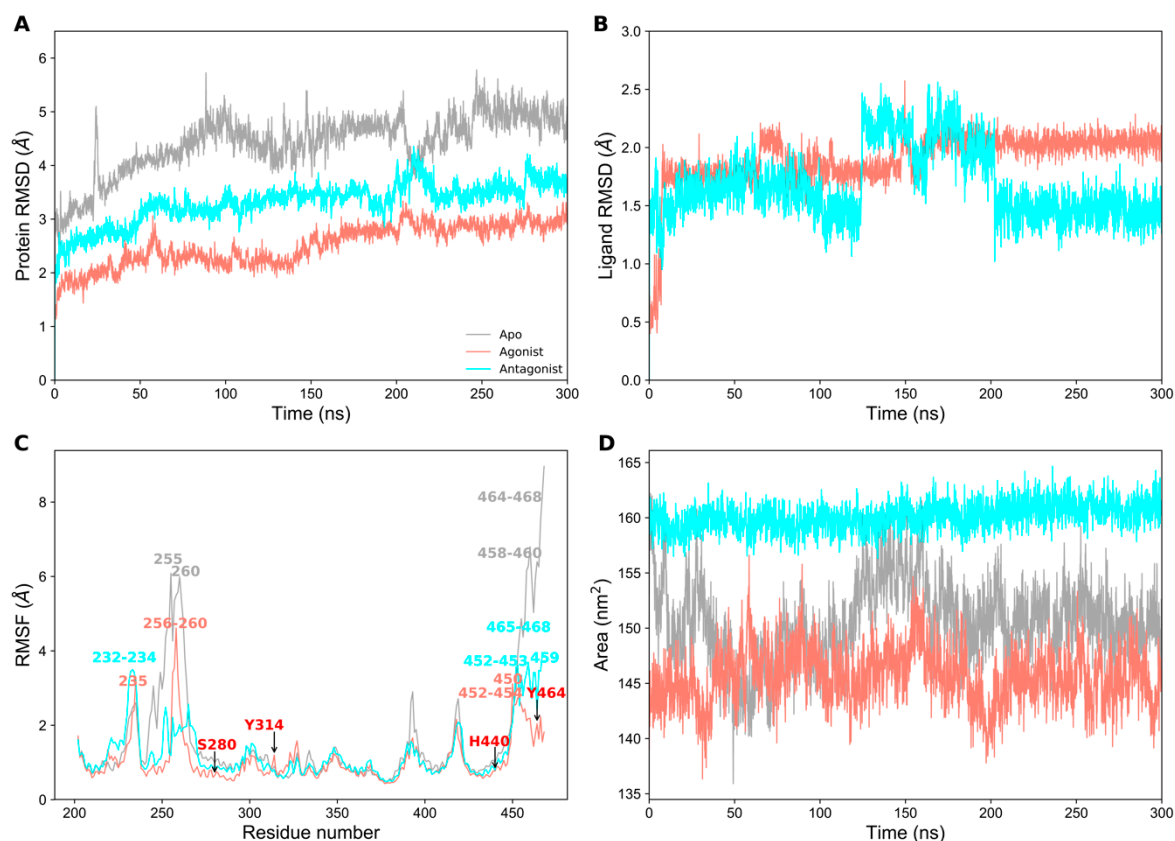 A
B
Protein RMSD (Å)
6
5
4
3
2
1
0
Apo
Agonist
Antagonist
0 50 100 150 200 250 300
Time (ns)
Ligand RMSD (Å)
3.0
2.5
2.0
1.5
1.0
0.5
0.0
0 50 100 150 200 250 300
Time (ns)
C
D
RMSF (Å)
8
6
4
2
0
464-468
458-460
255
260
256-260
465-468
232-234
235
452-453
459
450
452-454
Y464
Y314
S280
H440
200 250 300 350 400 450
Residue number
Area (nm²)
165
160
155
150
145
140
135
0 50 100 150 200 250 300
Time (ns)